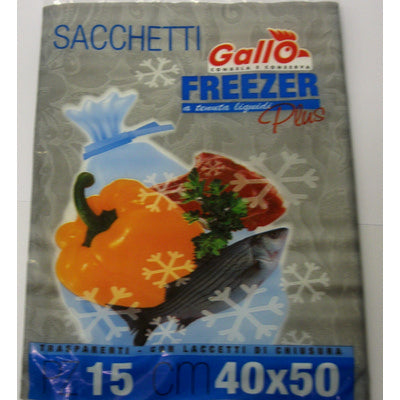 SACCHETTI
Gallo
CONGELA E CONSERVA
FREEZER
a tenuta liquidi
Plus
TRASPARENTI - CON LACCETTI DI CHIUSURA
15 cm 40x50